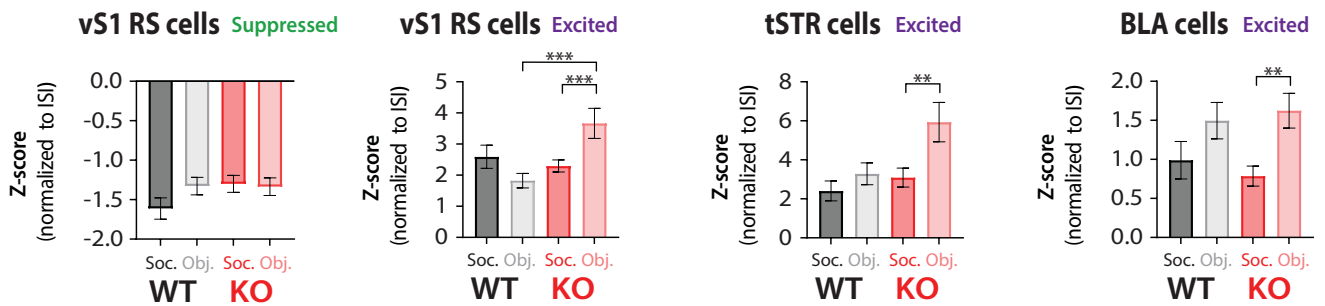 vS1 RS cells Suppressed
Z-score
(normalized to ISI)
0.0
-0.5
-1.0
-1.5
-2.0
Soc. Obj. Soc. Obj.
WT KO
vS1 RS cells Excited
Z-score
(normalized to ISI)
5
4
3
2
1
0
***
***
Soc. Obj. Soc. Obj.
WT KO
tSTR cells Excited
Z-score
(normalized to ISI)
8
6
4
2
0
**
Soc. Obj. Soc. Obj.
WT KO
BLA cells Excited
Z-score
(normalized to ISI)
2.0
1.5
1.0
0.5
0.0
**
Soc. Obj. Soc. Obj.
WT KO